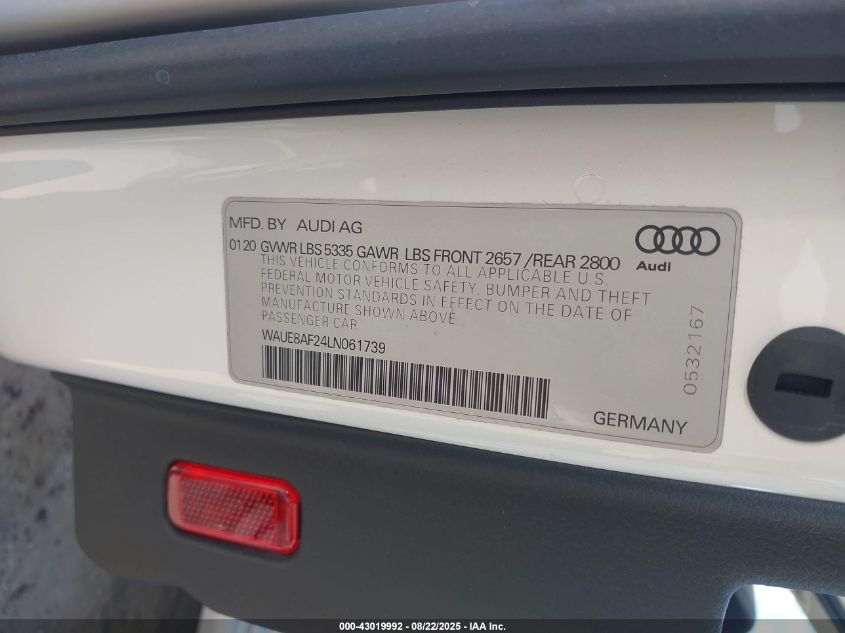 MFD. BY AUDI AG
0120 GVWR LBS 5335 GAWR LBS FRONT 2657 /REAR 2800
THIS VEHICLE CONFORMS TO ALL APPLICABLE U.S.
FEDERAL MOTOR VEHICLE SAFETY, BUMPER AND THEFT
PREVENTION STANDARDS IN EFFECT ON THE DATE OF
MANUFACTURE SHOWN ABOVE.
PASSENGER CAR
WAUE8AF24LN061739
Audi
0532167
GERMANY
000-43019992 - 08/22/2025 - IAA Inc.